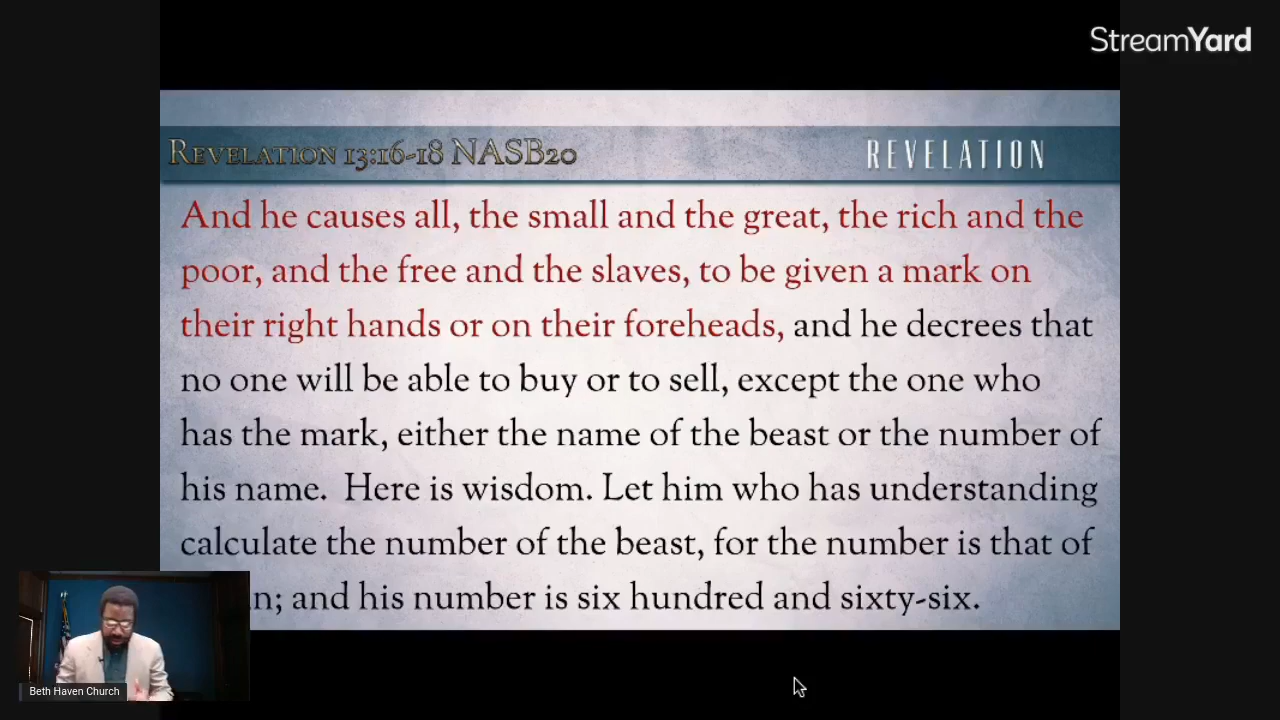 StreamYard
Revelation 13:16-18 NASB20
REVELATION
And he causes all, the small and the great, the rich and the
poor, and the free and the slaves, to be given a mark on
their right hands or on their foreheads, and he decrees that
no one will be able to buy or to sell, except the one who
has the mark, either the name of the beast or the number of
his name. Here is wisdom. Let him who has understanding
calculate the number of the beast, for the number is that of
and his number is six hundred and sixty-six.
Beth Haven Church